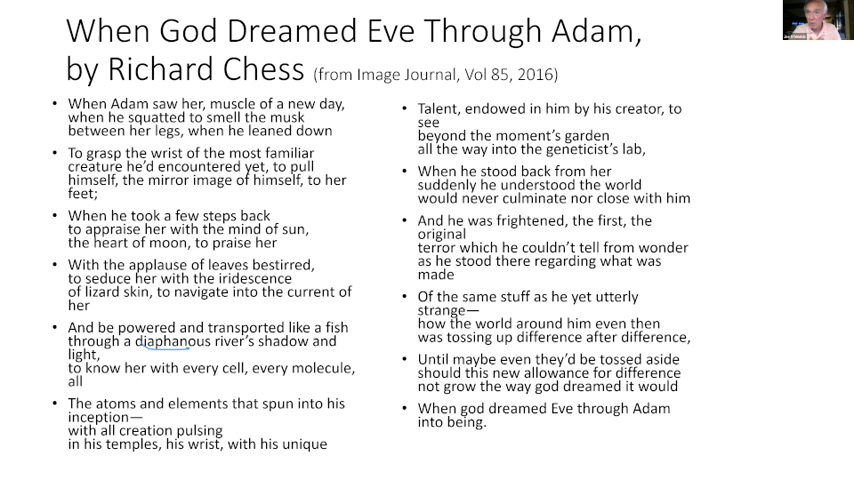 When God Dreamed Eve Through Adam,
by Richard Chess (from Image Journal, Vol 85, 2016)
• When Adam saw her, muscle of a new day,
when he squatted to smell the musk
between her legs, when he leaned down
• To grasp the wrist of the most familiar
creature he’d encountered yet, to pull
himself, the mirror image of himself, to her
feet;
• When he took a few steps back
to appraise her with the mind of sun,
the heart of moon, to praise her
• With the applause of leaves bestirred,
to seduce her with the iridescence
of lizard skin, to navigate into the current of
her
• And be powered and transported like a fish
through a diaphanous river’s shadow and
light,
to know her with every cell, every molecule,
all
• The atoms and elements that spun into his
inception—
with all creation pulsing
in his temples, his wrist, with his unique
• Talent, endowed in him by his creator, to
see
beyond the moment’s garden
all the way into the geneticist’s lab,
• When he stood back from her
suddenly he understood the world
would never culminate nor close with him
• And he was frightened, the first, the
original
terror which he couldn’t tell from wonder
as he stood there regarding what was
made
• Of the same stuff as he yet utterly
strange—
how the world around him even then
was tossing up difference after difference,
• Until maybe even they’d be tossed aside
should this new allowance for difference
not grow the way god dreamed it would
• When god dreamed Eve through Adam
into being.